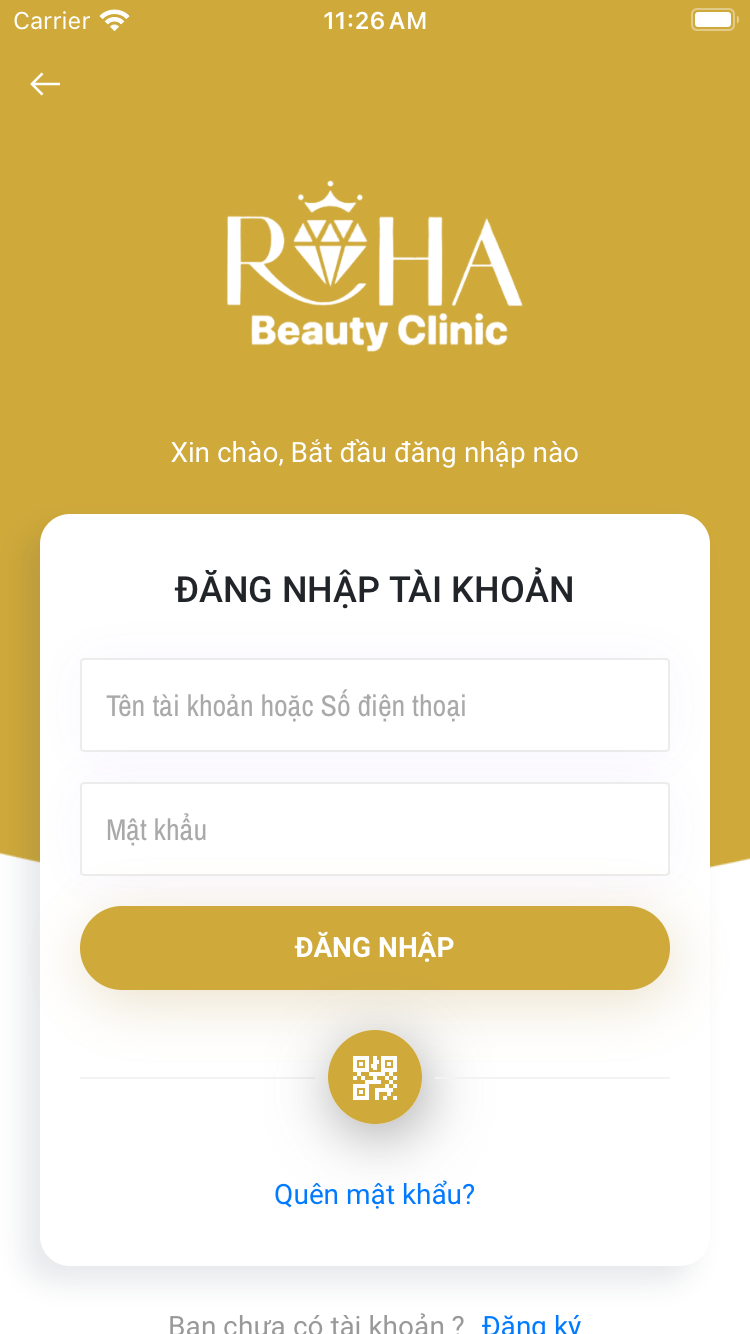 Carrier 11:26 AM
ROHA
Beauty Clinic
Xin chào, Bắt đầu đăng nhập nào
ĐĂNG NHẬP TÀI KHOẢN
Tên tài khoản hoặc Số điện thoại
Mật khẩu
ĐĂNG NHẬP
Quên mật khẩu?
Bạn chưa có tài khoản ? Đăng ký